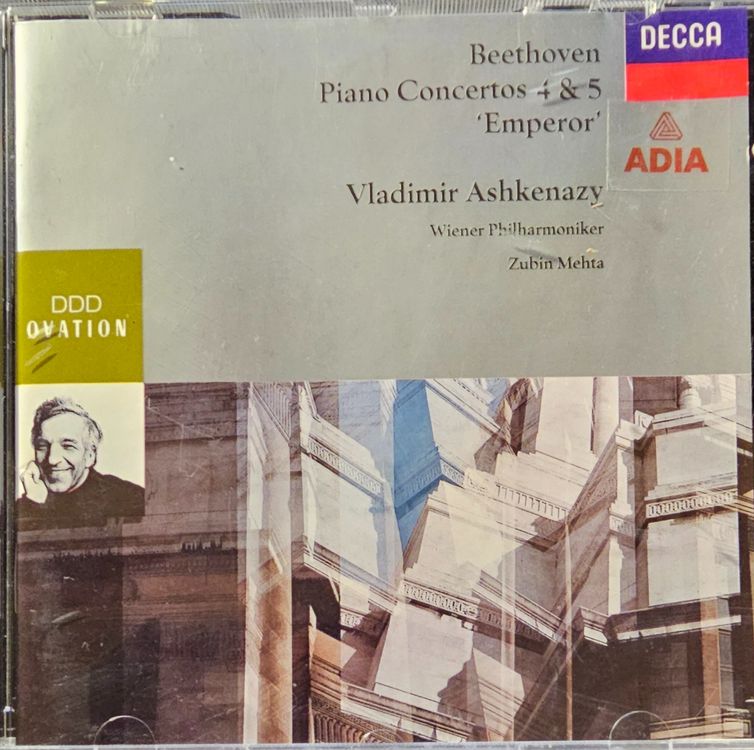 Beethoven
Piano Concertos 4 & 5
‘Emperor’
DECCA
ADIA
Vladimir Ashkenazy
Wiener Philharmoniker
Zubin Mehta
DDD
OVATION